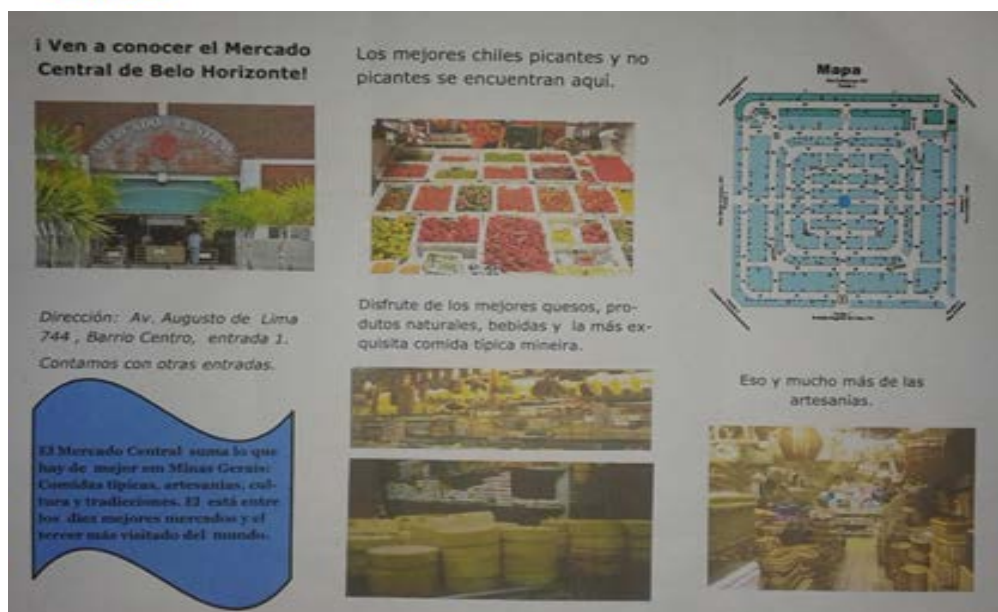 ¡ Ven a conocer el Mercado
Central de Belo Horizonte!
MERCADO CENTRAL
Dirección: Av. Augusto de Lima
744 , Barrio Centro, entrada 1.
Contamos con otras entradas.
El Mercado Central suma lo que
hay de mejor em Minas Gerais:
Comidas típicas, artesanías, cul-
tura y tradicciones. El está entre
los diez mejores mercados y el
tercer más visitado del mundo.
Los mejores chiles picantes y no
picantes se encuentran aquí.
Disfrute de los mejores quesos, pro-
dutos naturales, bebidas y la más ex-
quisita comida típica mineira.
Mapa
Eso y mucho más de las
artesanías.